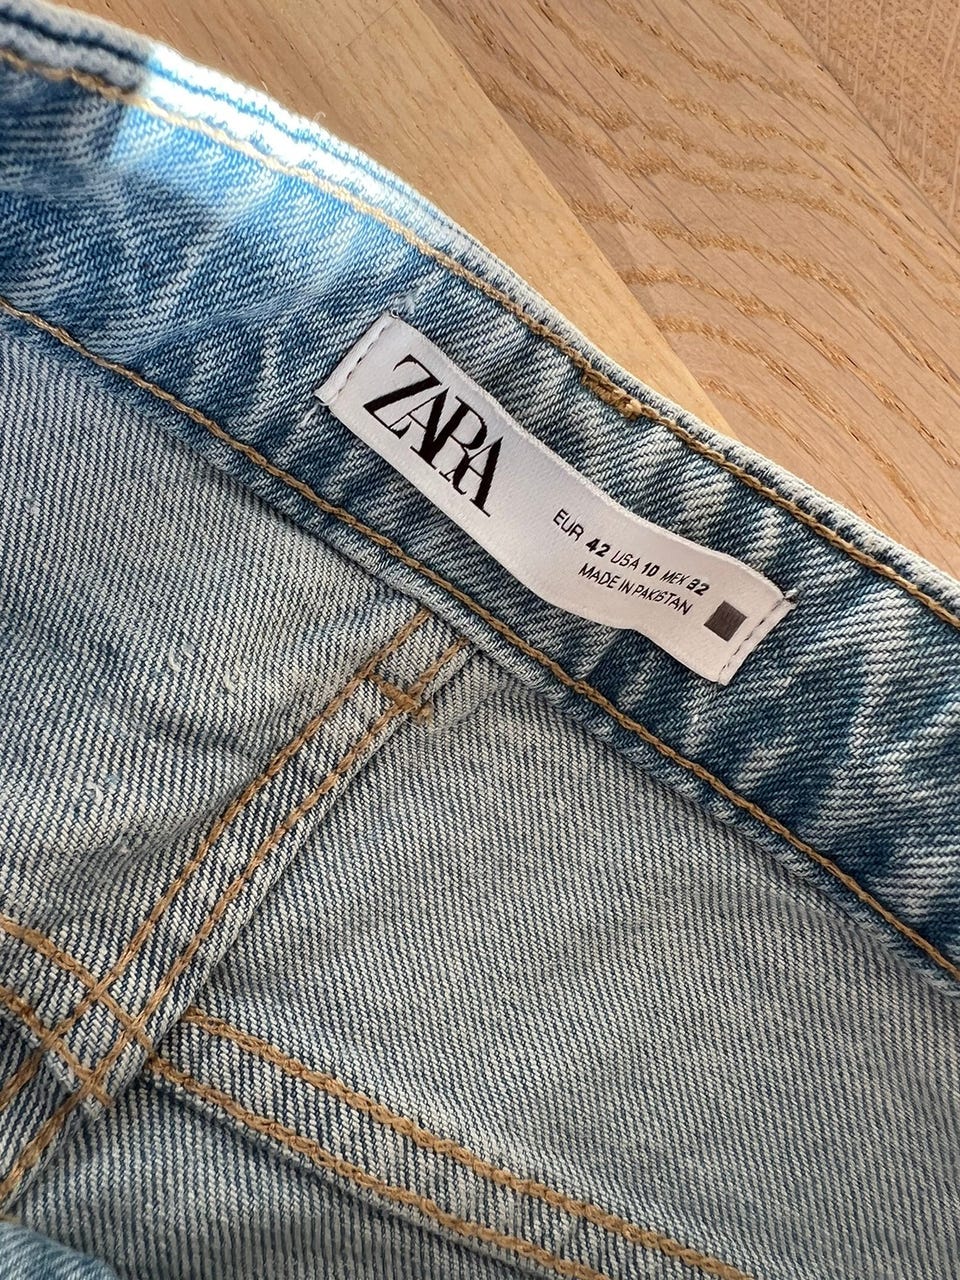 ZARA
EUR 42 USA 10 MEX 32
MADE IN PAKISTAN